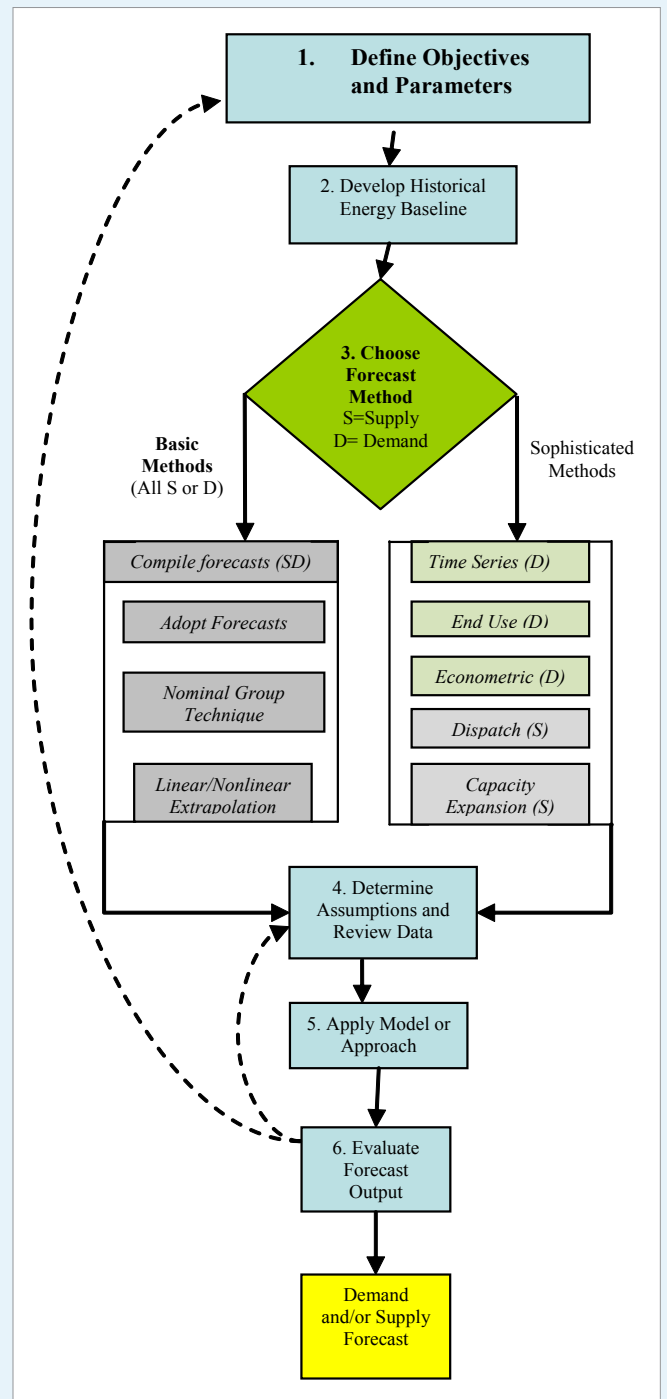 1. Define Objectives
and Parameters
2. Develop Historical
Energy Baseline
3. Choose
Forecast
Method
S=Supply
D= Demand
Basic
Methods
(All S or D)
Sophisticated
Methods
Compile forecasts (SD)
Adopt Forecasts
Nominal Group
Technique
Linear/Nonlinear
Extrapolation
Time Series (D)
End Use (D)
Econometric (D)
Dispatch (S)
Capacity
Expansion (S)
4. Determine
Assumptions and
Review Data
5. Apply Model or
Approach
6. Evaluate
Forecast
Output
Demand
and/or Supply
Forecast